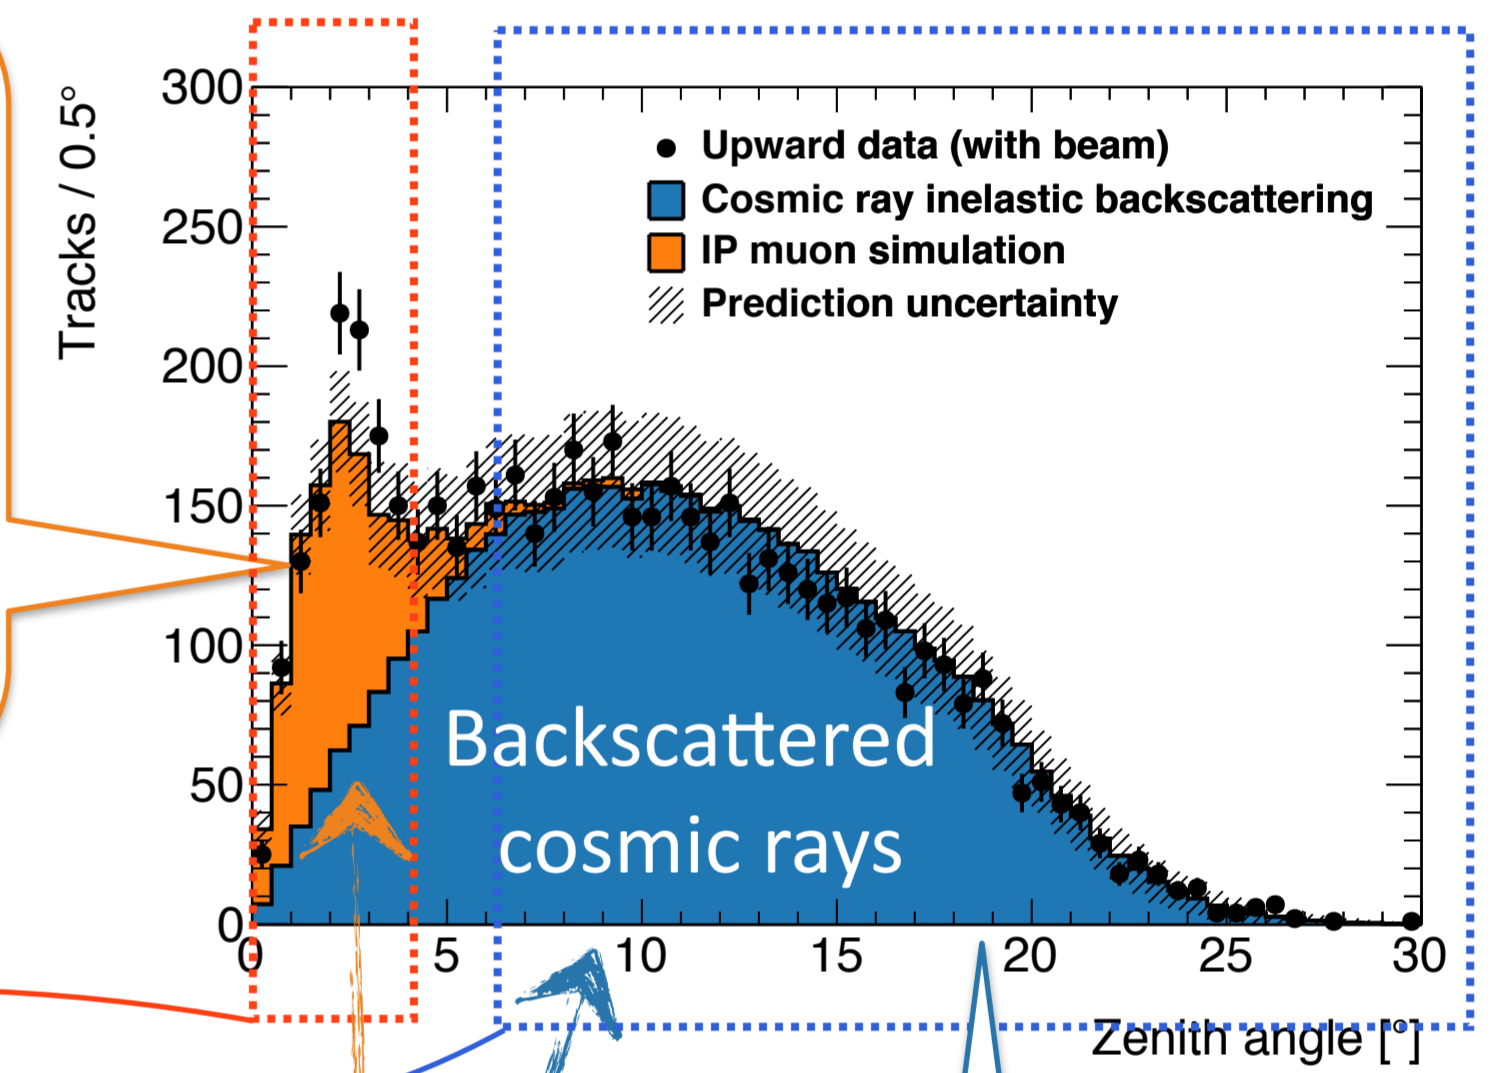 Tracks / 0.5°
300
250
200
150
100
50
0
Upward data (with beam)
Cosmic ray inelastic backscattering
IP muon simulation
Prediction uncertainty
Backscattered
cosmic rays
0 5 10 15 20 25 30
Zenith angle [°]